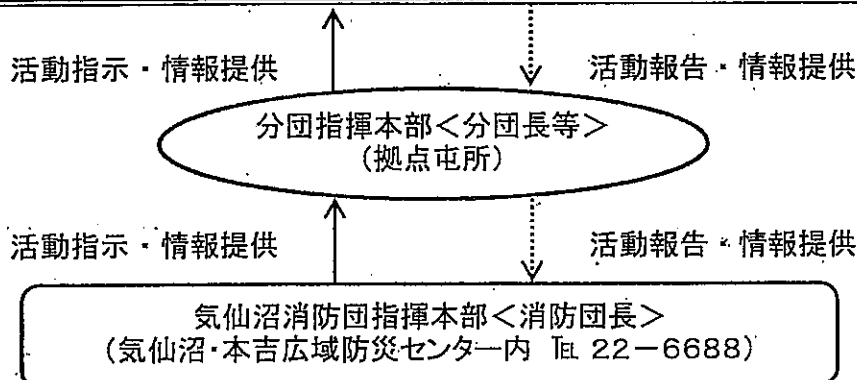 活動指示・情報提供
活動報告・情報提供
分団指揮本部＜分団長等＞
(拠点屯所)
活動指示・情報提供
活動報告・情報提供
気仙沼消防団指揮本部＜消防団長＞
(気仙沼・本吉広域防災センター内 ℡ 22－6688)